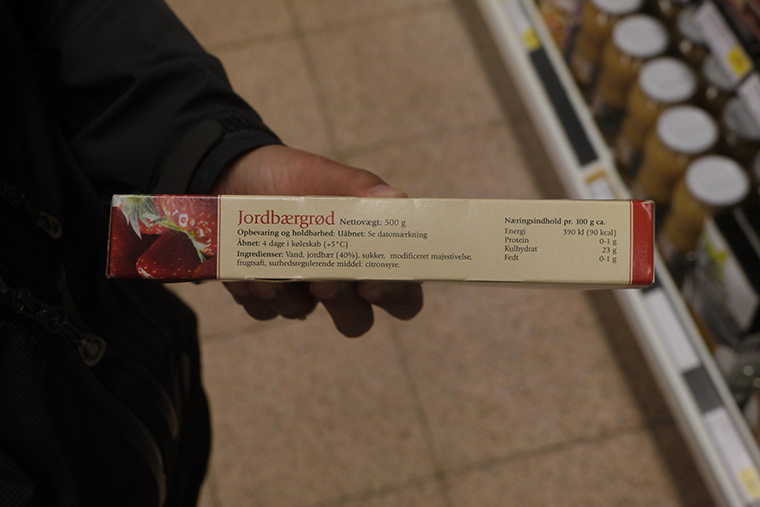 Jordbærgrød Nettovægt: 500 g
Opbevaring og holdbarhed: Uåbnet: Se datomærkning.
Åbnet: 4 dage i køleskab (+5°C)
Ingredienser: Vand, jordbær (40%), sukker, modificeret majsstivelse,
frugtsaft, surhedsregulerende middel: citronsyre.
Næringsindhold pr. 100 g ca.
Energi 390 kJ (90 kcal)
Protein 0-1 g
Kulhydrat 23 g
Fedt 0-1 g